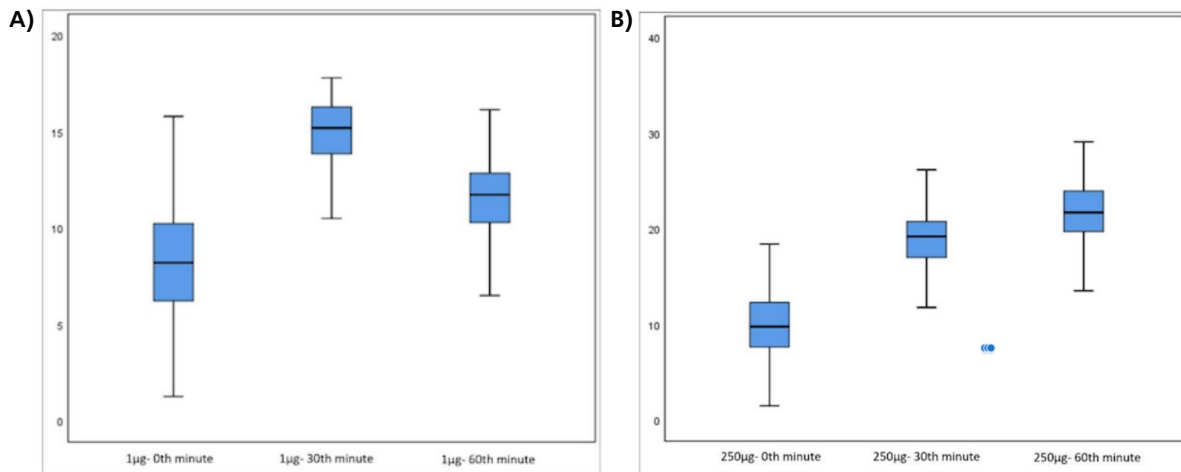 A)
20
15
10
5
0
1µg- 0th minute
1µg- 30th minute
1µg- 60th minute
B)
40
30
20
10
0
250µg- 0th minute
250µg- 30th minute
250µg- 60th minute